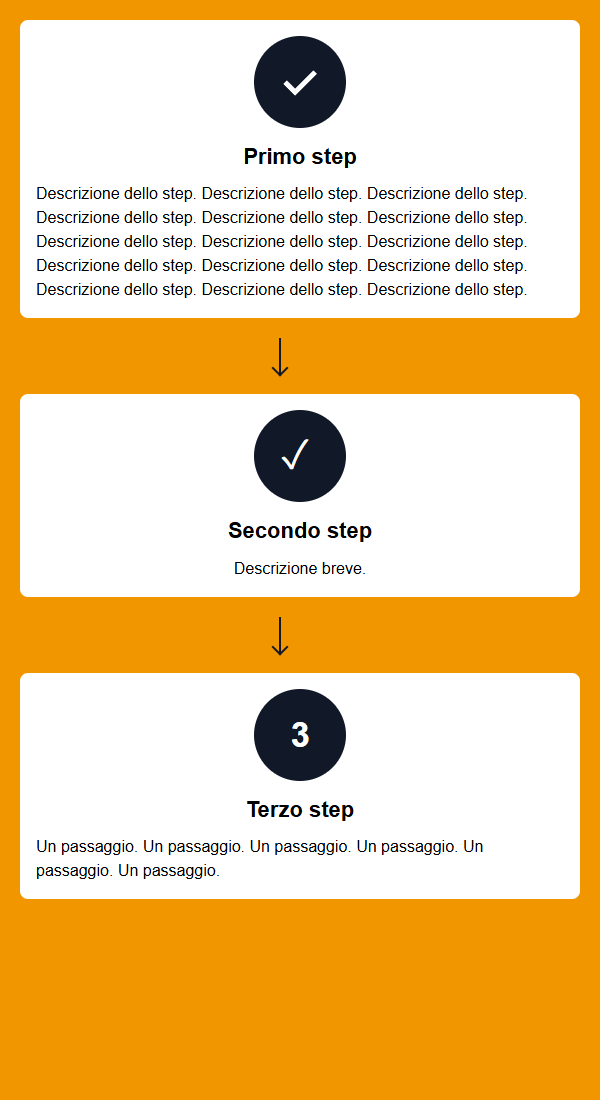 Primo step
Descrizione dello step. Descrizione dello step. Descrizione dello step.
Descrizione dello step. Descrizione dello step. Descrizione dello step.
Descrizione dello step. Descrizione dello step. Descrizione dello step.
Descrizione dello step. Descrizione dello step. Descrizione dello step.
Descrizione dello step. Descrizione dello step. Descrizione dello step.
✓
Secondo step
Descrizione breve.
3
Terzo step
Un passaggio. Un passaggio. Un passaggio. Un passaggio. Un
passaggio. Un passaggio.